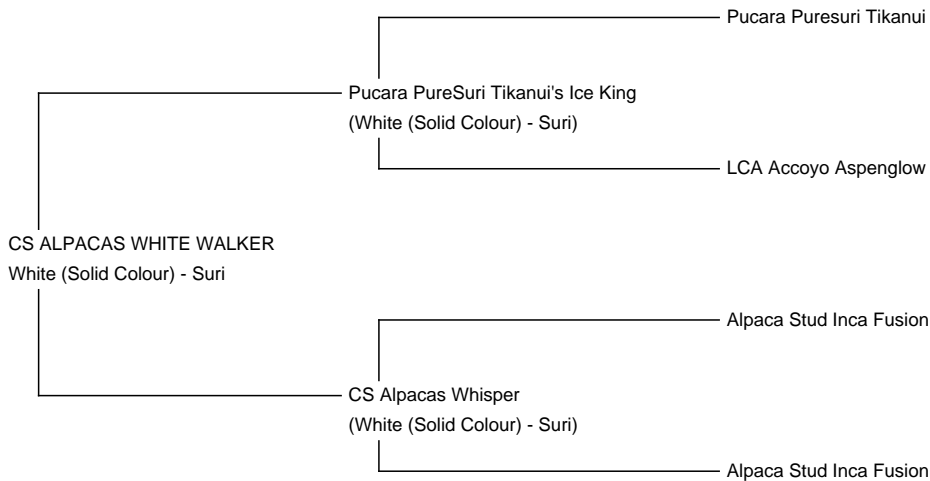 Pucara Puresuri Tikanui
Pucara PureSuri Tikanui's Ice King
(White (Solid Colour) - Suri)
LCA Accoyo Aspenglow
CS ALPACAS WHITE WALKER
White (Solid Colour) - Suri
Alpaca Stud Inca Fusion
CS Alpacas Whisper
(White (Solid Colour) - Suri)
Alpaca Stud Inca Fusion